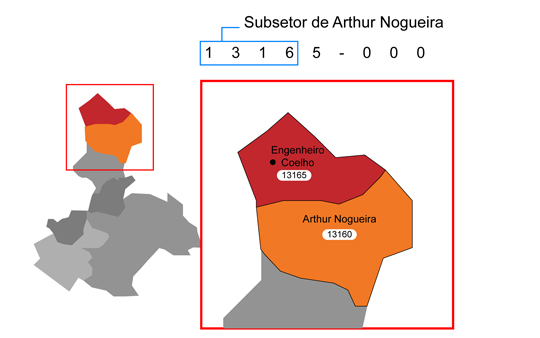 Subsetor de Arthur Nogueira
1 3 1 6 5 - 0 0 0
Engenheiro
Coelho
13165
Arthur Nogueira
13160